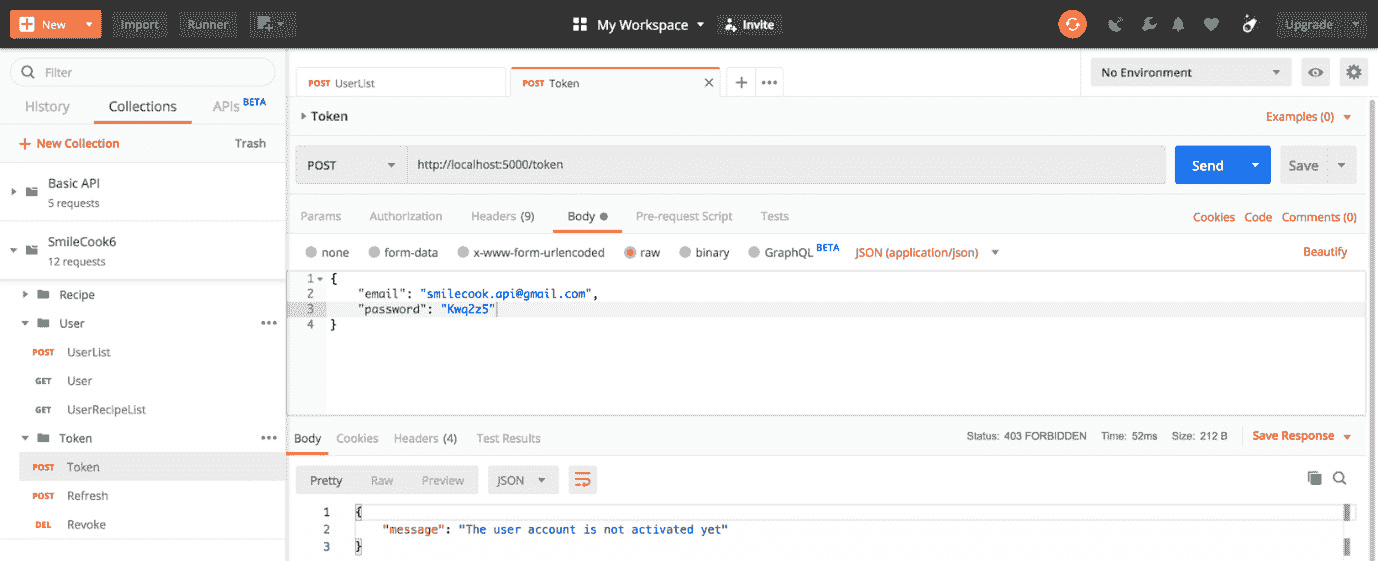 New Import Runner My Workspace Invite Upgrade
Filter
History Collections APIs BETA
+ New Collection Trash
Basic API
5 requests
SmileCook6
12 requests
Recipe
User
POST UserList
GET User
GET UserRecipeList
Token
POST Token
POST Refresh
DEL Revoke
POST UserList POST Token No Environment
Token Examples (0)
POST http://localhost:5000/token Send Save
Params Authorization Headers (9) Body Pre-request Script Tests Cookies Code Comments (0)
none form-data x-www-form-urlencoded raw binary GraphQL BETA JSON (application/json) Beautify
1 {
2 "email": "smilecook.api@gmail.com",
3 "password": "Kwq2z5"
4 }
Body Cookies Headers (4) Test Results Status: 403 FORBIDDEN Time: 52ms Size: 212 B Save Response
Pretty Raw Preview JSON
1 {
2 "message": "The user account is not activated yet"
3 }